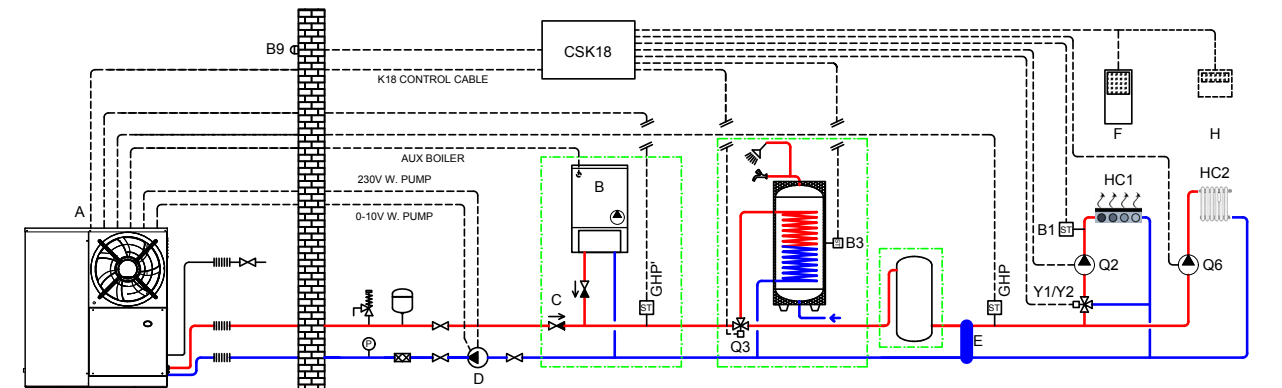 B9
CSK18
K18 CONTROL CABLE
F
H
AUX BOILER
230V W. PUMP
0-10V W. PUMP
A
B
C
ST
GHP'
ST
B3
Q3
D
E
ST
GHP
B1
ST
HC1
HC2
Q2
Q6
Y1/Y2
P